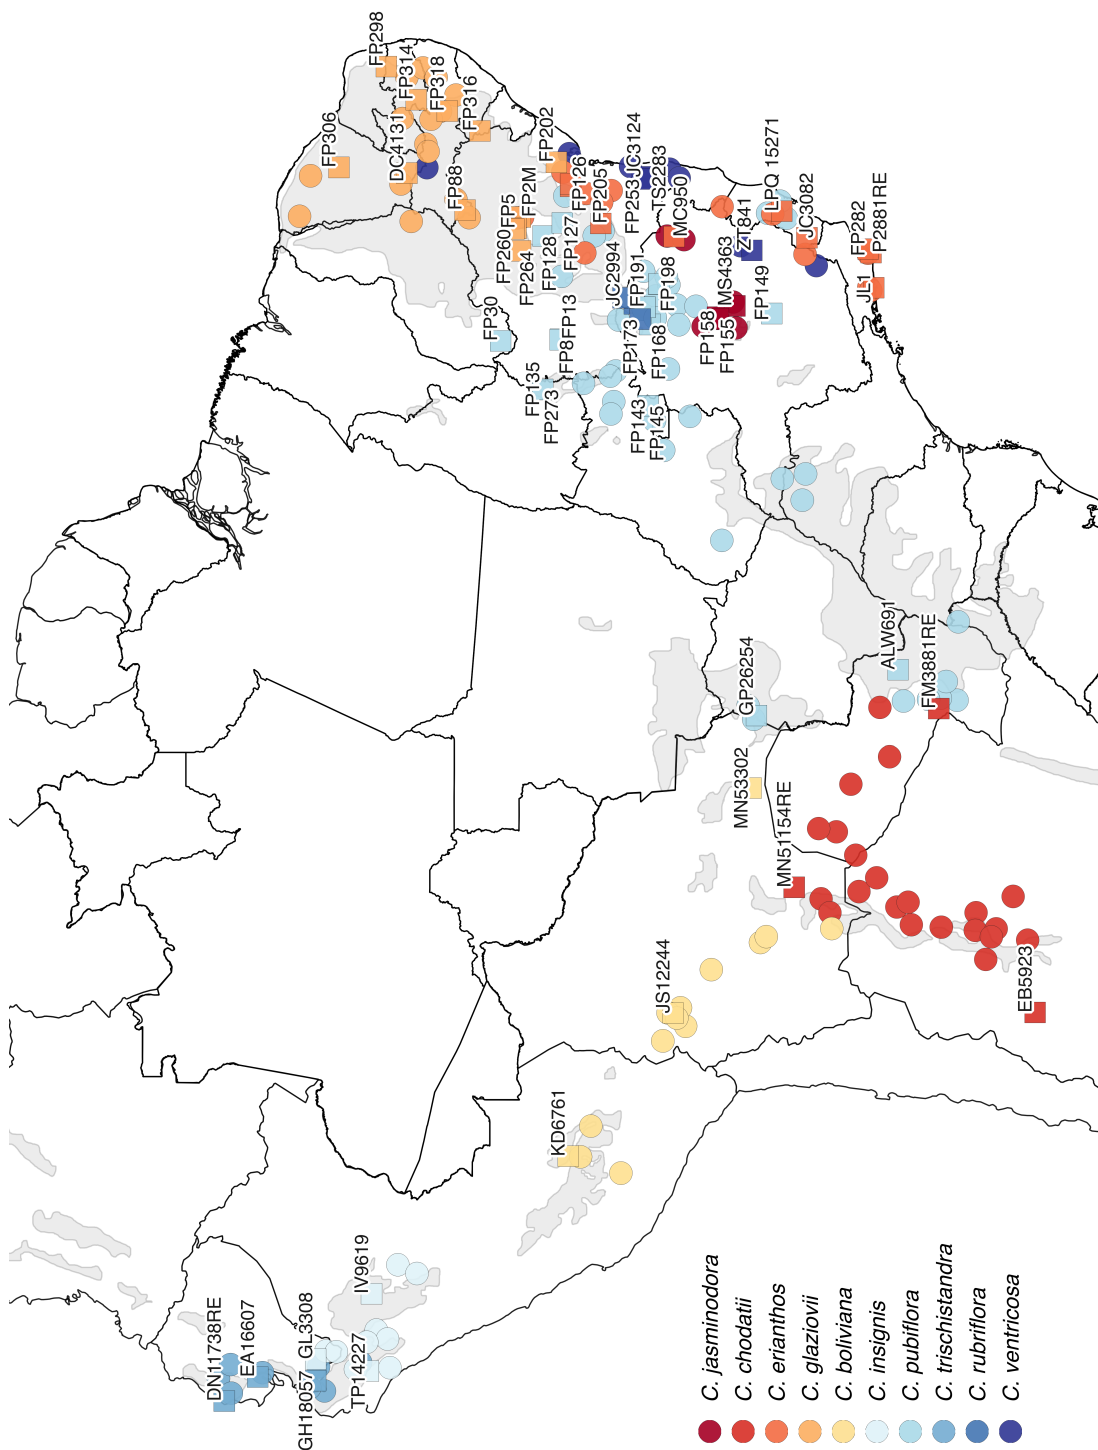 FP298
FP306
FP314
FP318
DC4131
FP316
FP88
FP202
FP5
FP2M
FP260
FP264
FP126
FP205
FP128
FP127
FP253
JC3124
TS2283
MC950
LPQ 15271
JC3082
ZT841
FP282
P2881RE
JL1
JC2994
FP191
FP198
MS4363
FP149
FP30
FP13
FP8
FP173
FP168
FP158
FP155
FP135
FP273
FP143
FP145
ALW691
FM3881RE
GP26254
MN53302
MN51154RE
JS12244
EB5923
KD6761
IV9619
DN11738RE
EA16607
GL3308
GH18057
TP14227
C. jasminodora
C. chodatii
C. erianthos
C. glaziovii
C. boliviana
C. insignis
C. pubiflora
C. trischistandra
C. rubriflora
C. ventricosa